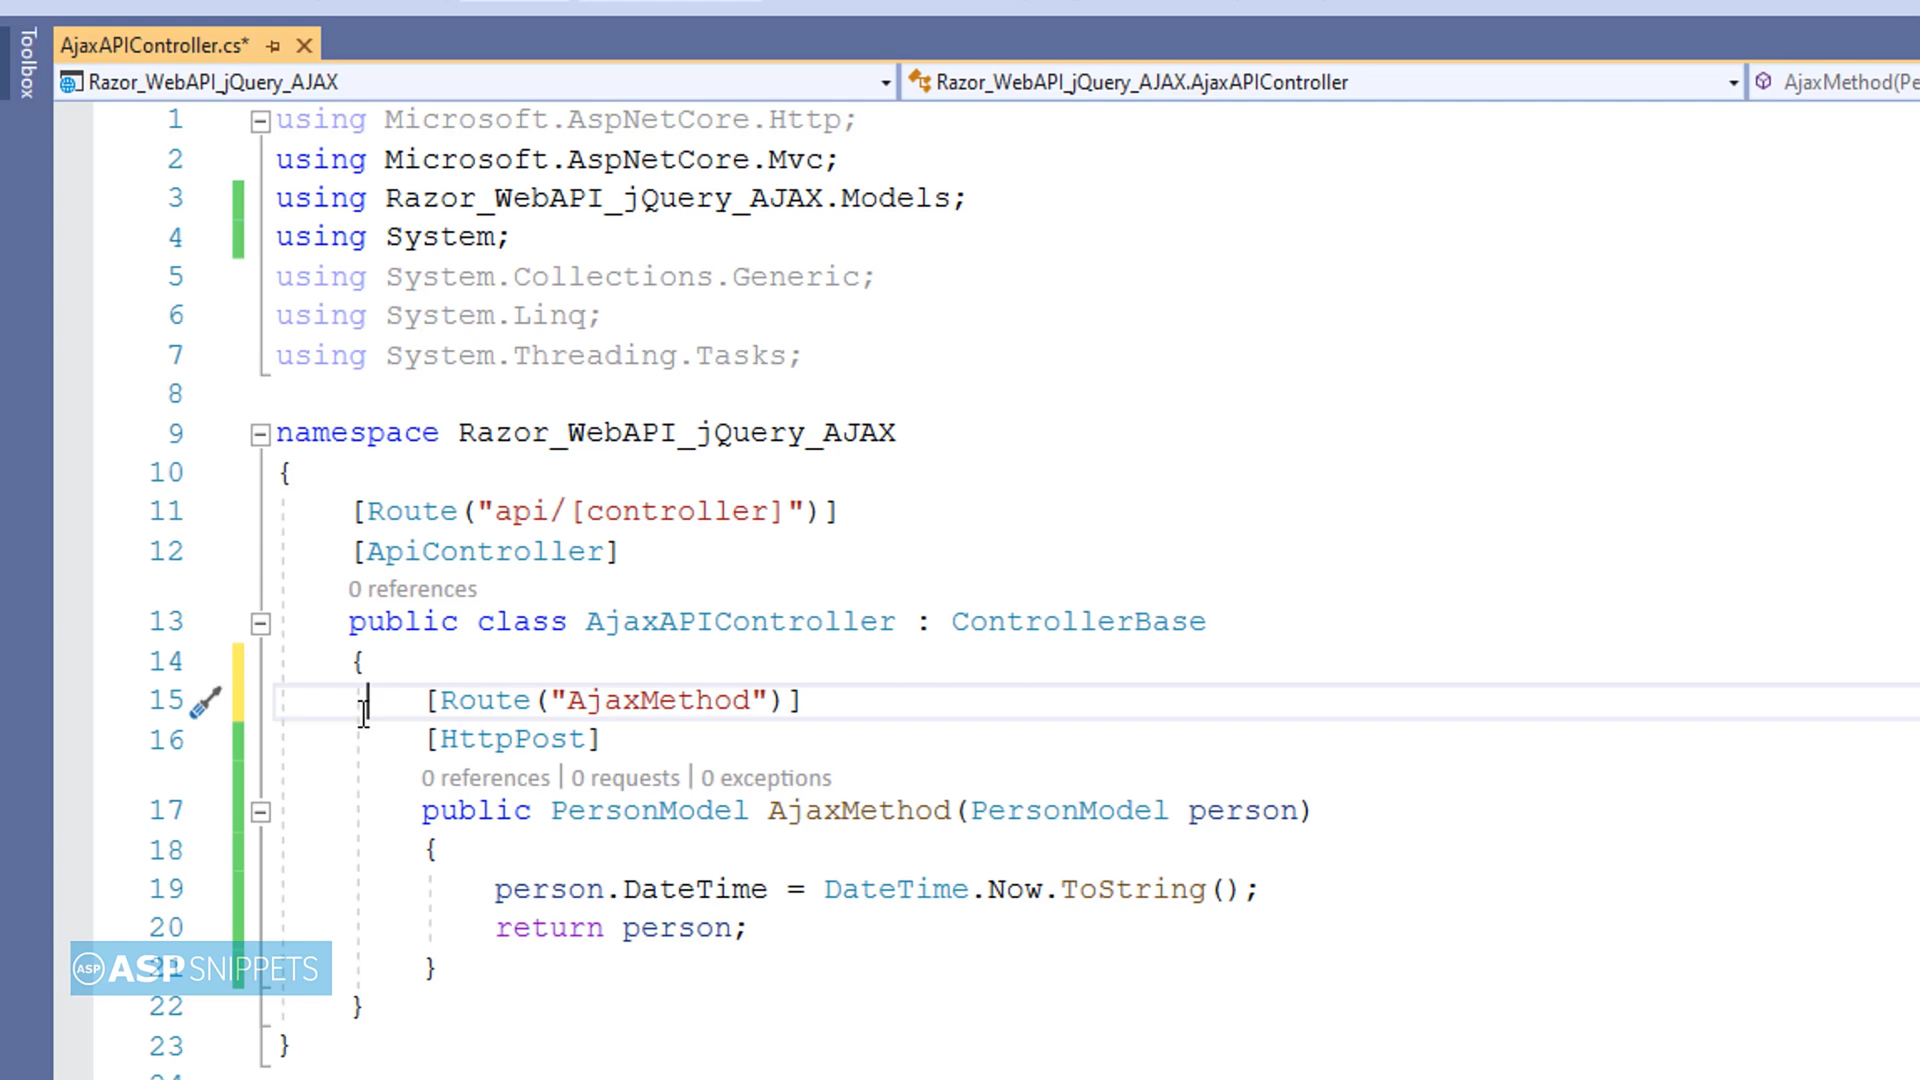 Toolbox
AjaxAPIController.cs*
Razor_WebAPI_jQuery_AJAX
Razor_WebAPI_jQuery_AJAX.AjaxAPIController
AjaxMethod(Pe
1 using Microsoft.AspNetCore.Http;
2 using Microsoft.AspNetCore.Mvc;
3 using Razor_WebAPI_jQuery_AJAX.Models;
4 using System;
5 using System.Collections.Generic;
6 using System.Linq;
7 using System.Threading.Tasks;
8
9 namespace Razor_WebAPI_jQuery_AJAX
10 {
11 [Route("api/[controller]")]
12 [ApiController]
0 references
13 public class AjaxAPIController : ControllerBase
14 {
15 [Route("AjaxMethod")]
16 [HttpPost]
0 references | 0 requests | 0 exceptions
17 public PersonModel AjaxMethod(PersonModel person)
18 {
19 person.DateTime = DateTime.Now.ToString();
20 return person;
}
ASP ASPSNIPPETS
22 }
23 }